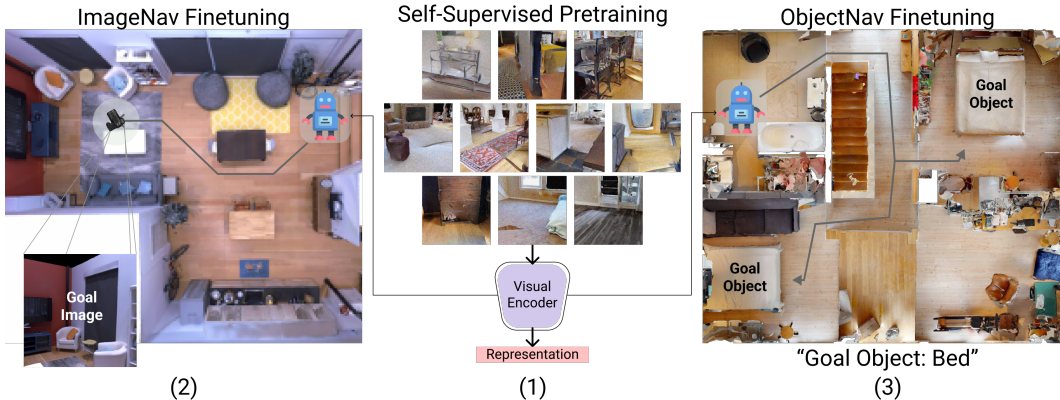 ImageNav Finetuning
Self-Supervised Pretraining
ObjectNav Finetuning
Goal
Object
Goal
Image
Visual
Encoder
Representation
Goal
Object
“Goal Object: Bed”
(2)
(1)
(3)